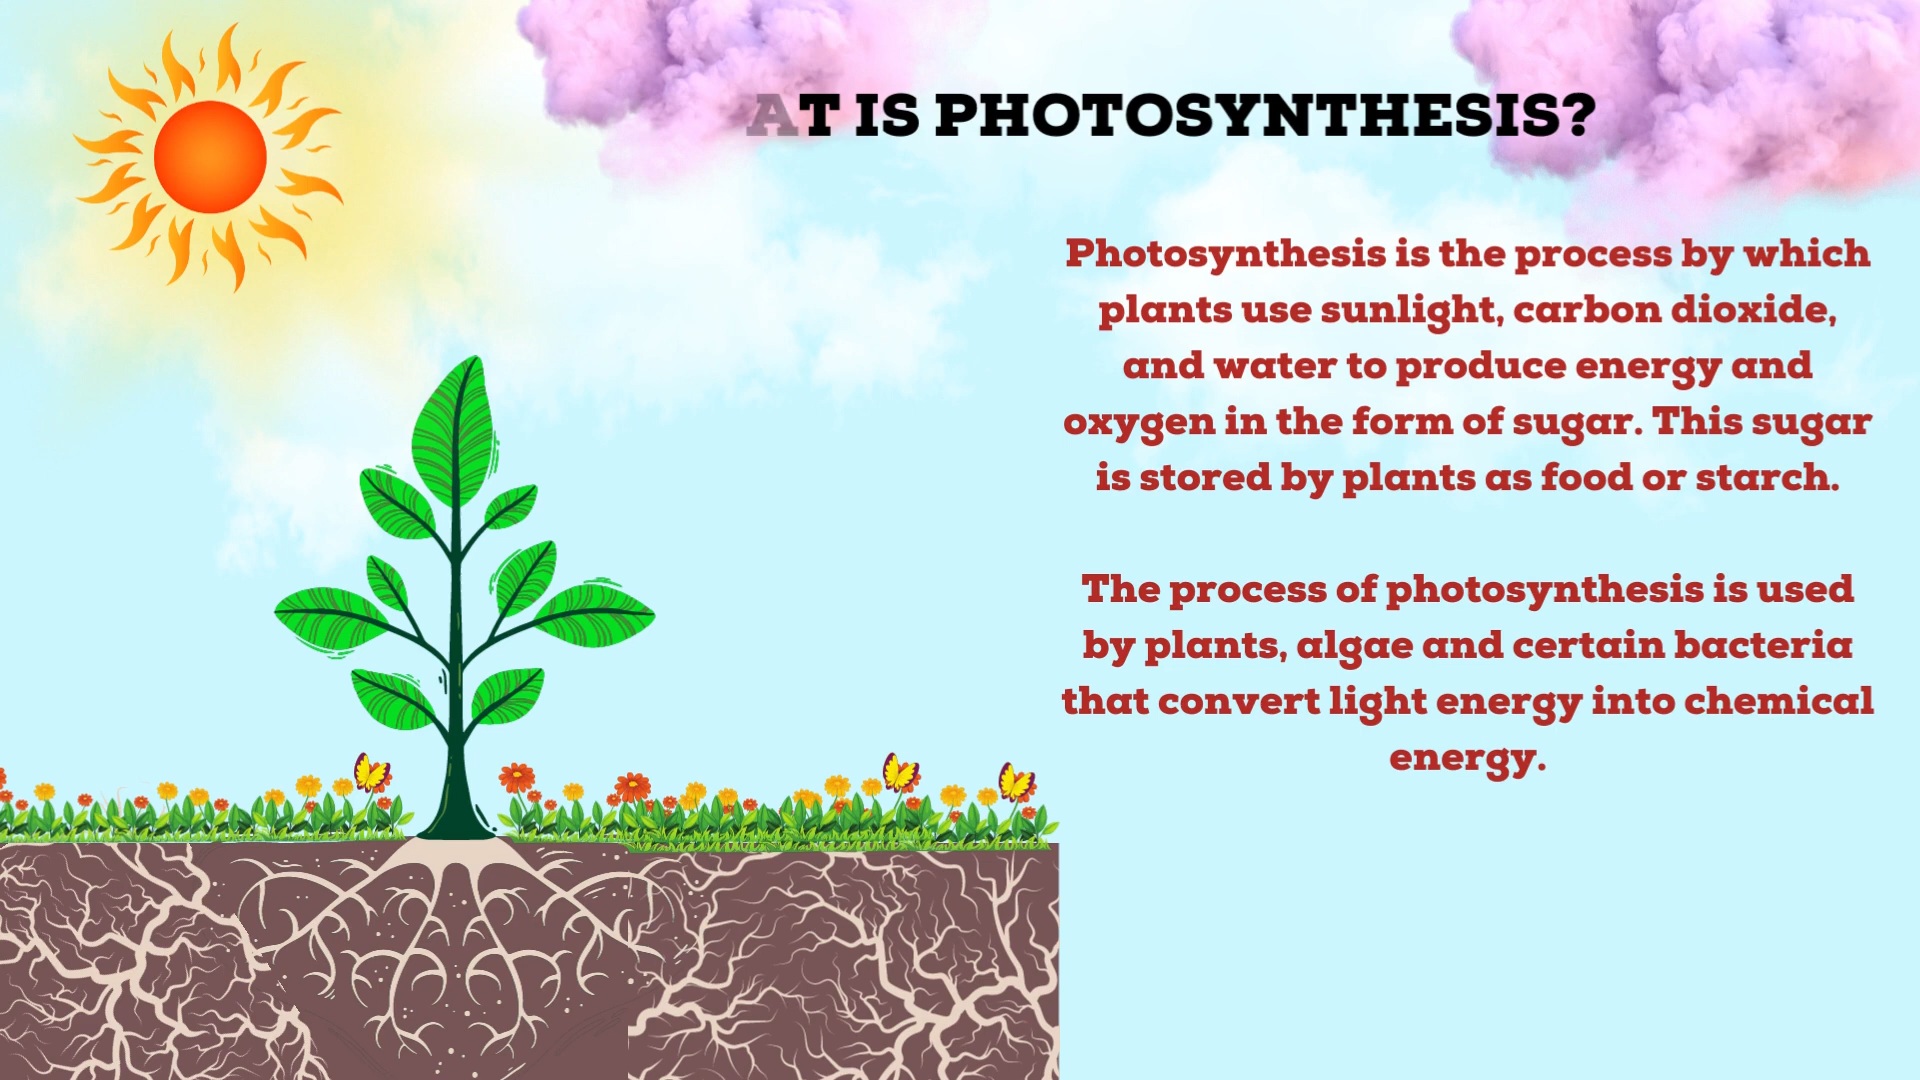 AT IS PHOTOSYNTHESIS?
Photosynthesis is the process by which
plants use sunlight, carbon dioxide,
and water to produce energy and
oxygen in the form of sugar. This sugar
is stored by plants as food or starch.
The process of photosynthesis is used
by plants, algae and certain bacteria
that convert light energy into chemical
energy.